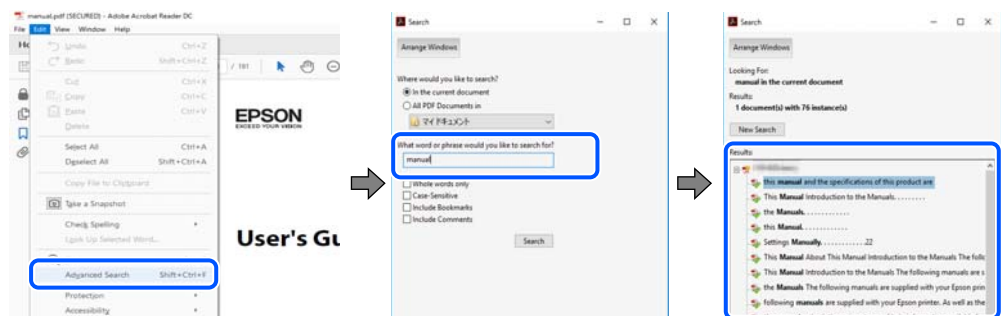 manual.pdf (SECURED) - Adobe Acrobat Reader DC
File Edit View Window Help
Undo Ctrl+Z
Redo Shift+Ctrl+Z
Cut Ctrl+X
Copy Ctrl+C
Paste Ctrl+V
Delete
Select All Ctrl+A
Deselect All Shift+Ctrl+A
Copy File to Clipboard
Take a Snapshot
Check Spelling
Look Up Selected Word...
Advanced Search Shift+Ctrl+F
Protection
Accessibility
/ 191
EPSON
EXCEED YOUR VISION
User's Gu
Search
Arrange Windows
Where would you like to search?
In the current document
All PDF Documents in
マイ ドキュメント
What word or phrase would you like to search for?
manual
Whole words only
Case-Sensitive
Include Bookmarks
Include Comments
Search
Search
Arrange Windows
Looking For:
manual in the current document
Results:
1 document(s) with 76 instance(s)
New Search
Results:
this manual and the specifications of this product are
This Manual Introduction to the Manuals. . . . . . . .
the Manuals. . . . . . . . . . . .
this Manual. . . . . . . . . . . .
Settings Manually. . . . . . . . . . . .22
This Manual About This Manual Introduction to the Manuals The follo
This Manual Introduction to the Manuals The following manuals are s
the Manuals The following manuals are supplied with your Epson prin
following manuals are supplied with your Epson printer. As well as the